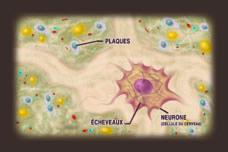 PLAQUES
ÉCHEVEAUX
NEURONE
(CELLULE DU CERVEAU)